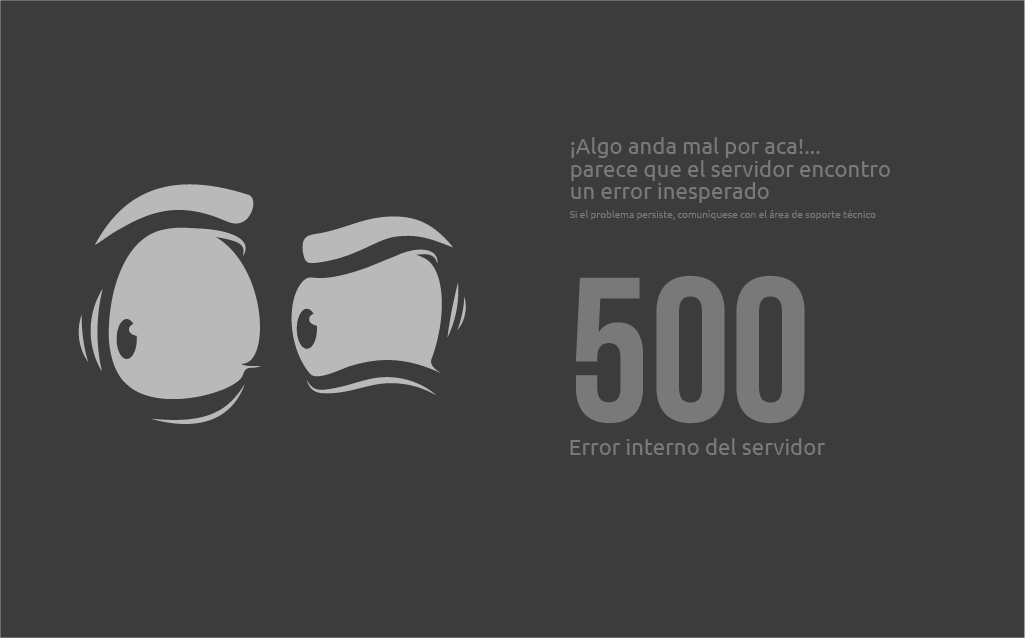 ¡Algo anda mal por aca!...
parece que el servidor encontro
un error inesperado
Si el problema persiste, comuníquese con el área de soporte técnico
500
Error interno del servidor